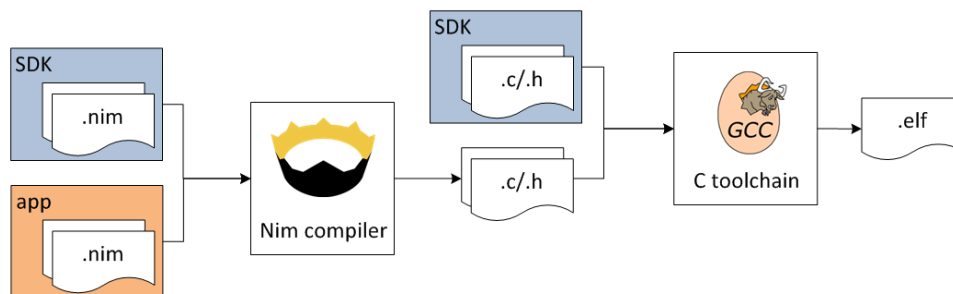 SDK
.nim
app
.nim
Nim compiler
SDK
.c/.h
.c/.h
GCC
C toolchain
.elf